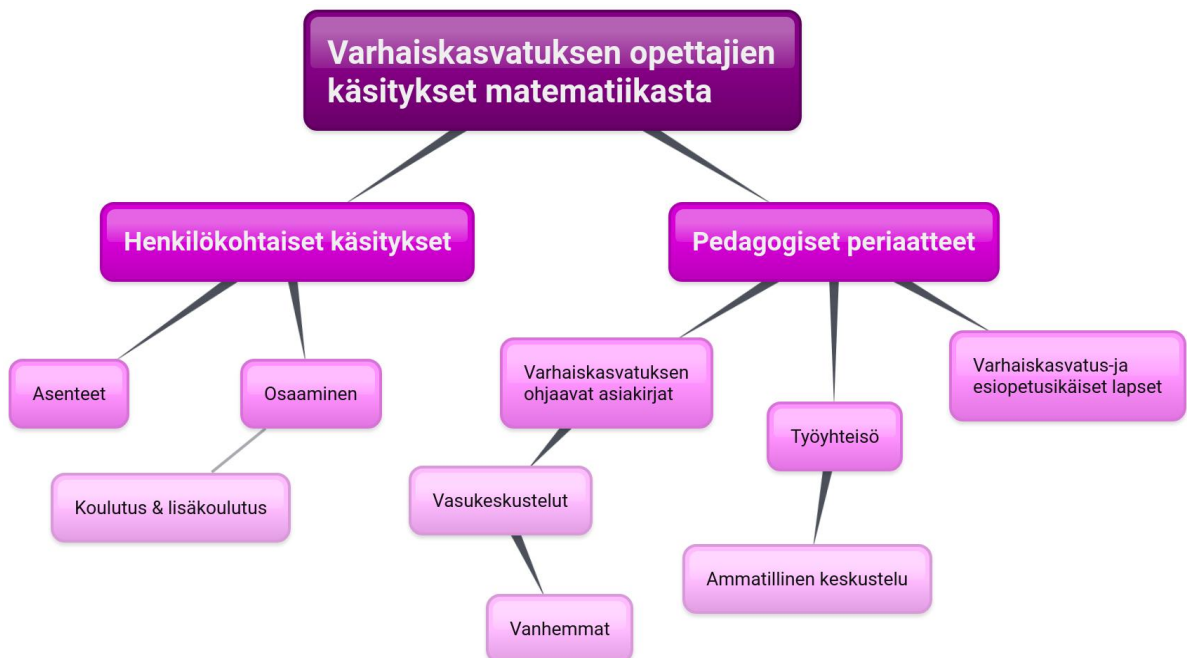 Varhaiskasvatuksen opettajien
käsitykset matematiikasta
Henkilökohtaiset käsitykset
Pedagogiset periaatteet
Asenteet
Osaaminen
Koulutus & lisäkoulutus
Varhaiskasvatuksen
ohjaavat asiakirjat
Vasukeskustelut
Vanhemmat
Työyhteisö
Ammatillinen keskustelu
Varhaiskasvatus-ja
esiopetusikäiset lapset